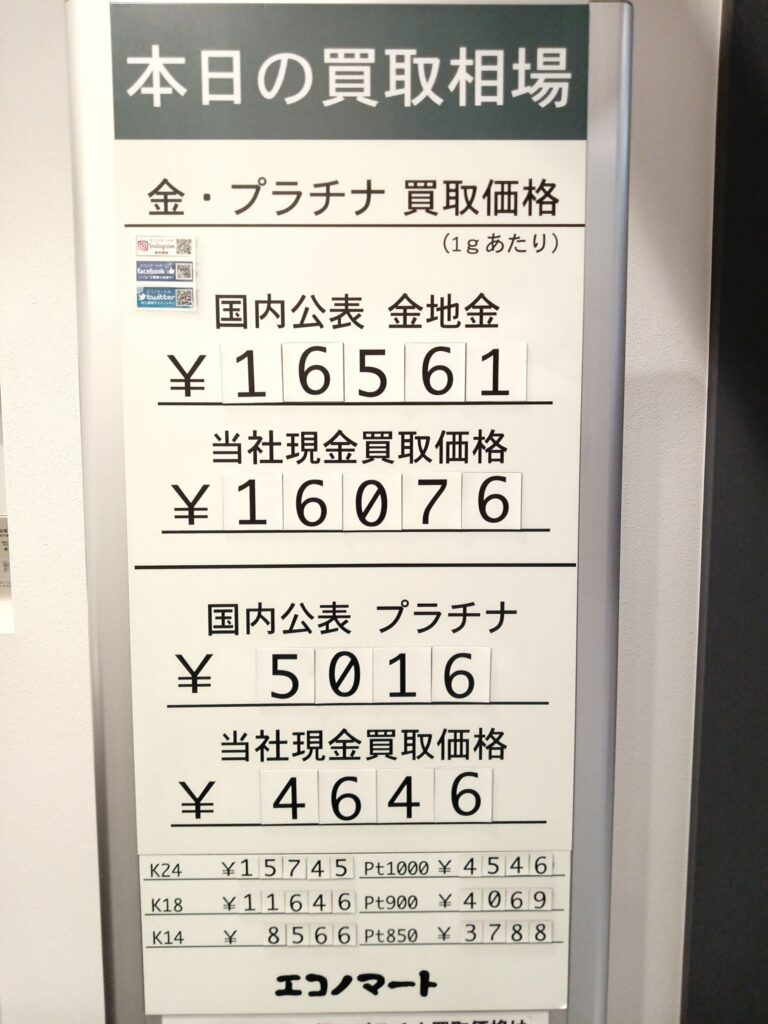 本日の買取相場
金・プラチナ 買取価格
(1gあたり)
Instagram
facebook
twitter
国内公表 金地金
¥16561
当社現金買取価格
¥16076
国内公表 プラチナ
¥5016
当社現金買取価格
¥4646
K24 ¥15745 Pt1000 ¥4546
K18 ¥11646 Pt900 ¥4069
K14 ¥8566 Pt850 ¥3788
エコノマート